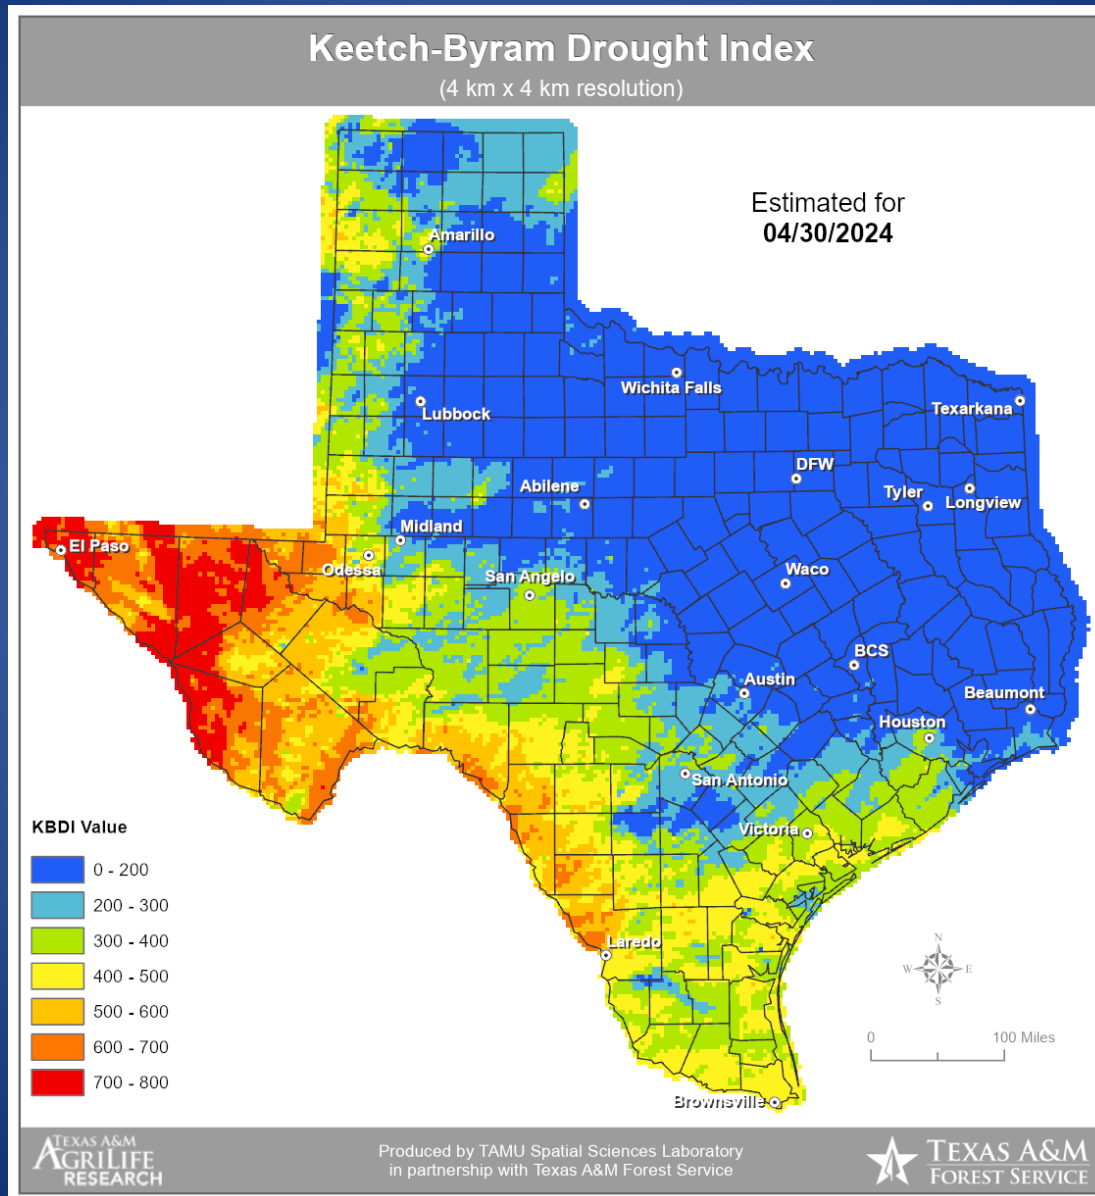 Keetch-Byram Drought Index
(4 km x 4 km resolution)
Estimated for
04/30/2024
Amarillo
Wichita Falls
Lubbock
Texarkana
DFW
Abilene
Tyler
Longview
Midland
El Paso
Odessa
San Angelo
Waco
BCS
Austin
Beaumont
Houston
San Antonio
Victoria
Laredo
Brownsville
KBDI Value
0 - 200
200 - 300
300 - 400
400 - 500
500 - 600
600 - 700
700 - 800
N
W
E
S
0
100 Miles
TEXAS A&M
AGRILIFE
RESEARCH
Produced by TAMU Spatial Sciences Laboratory
in partnership with Texas A&M Forest Service
TEXAS A&M
FOREST SERVICE